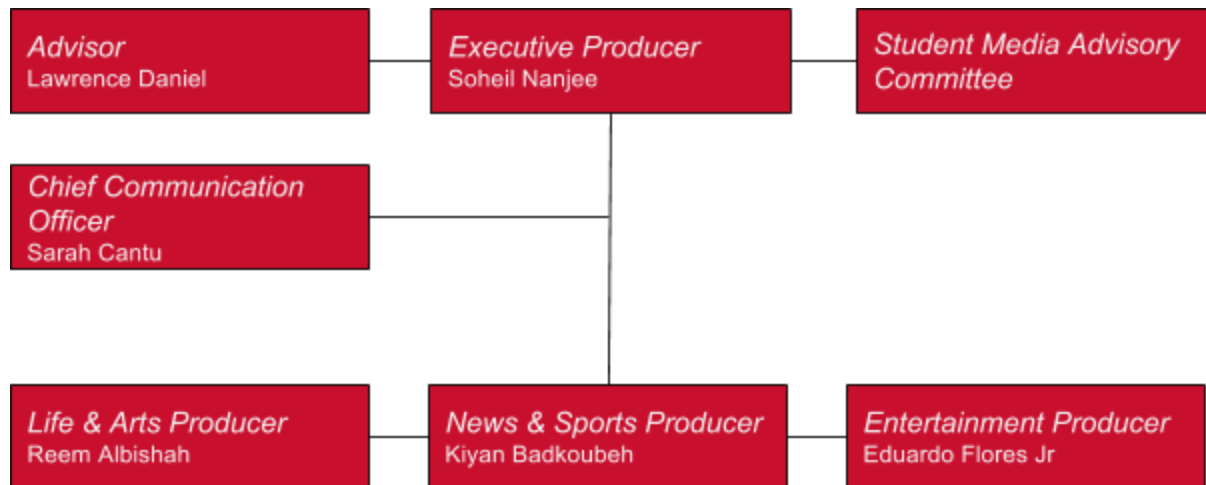 Advisor
Lawrence Daniel
Executive Producer
Soheil Nanjee
Student Media Advisory
Committee
Chief Communication
Officer
Sarah Cantu
Life & Arts Producer
Reem Albishah
News & Sports Producer
Kiyan Badkoubeh
Entertainment Producer
Eduardo Flores Jr